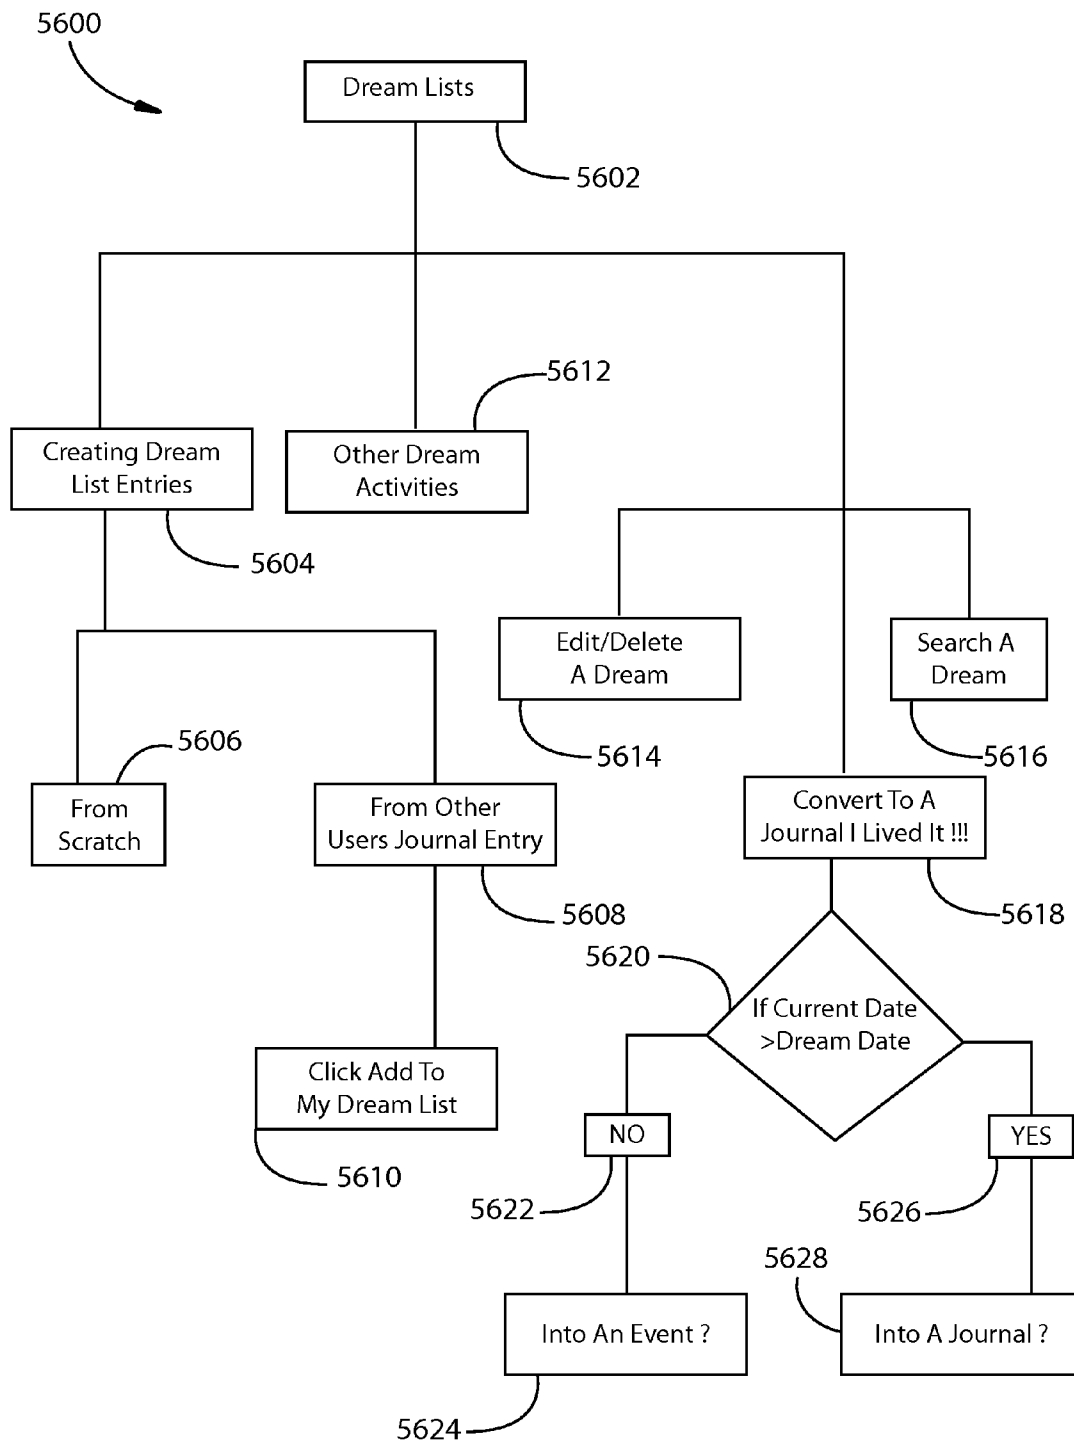 5600
Dream Lists
5602
5612
Creating Dream
List Entries
Other Dream
Activities
5604
Edit/Delete
A Dream
Search A
Dream
5606
5614
5616
From
Scratch
From Other
Users Journal Entry
Convert To A
Journal I Lived It !!!
5608
5618
5620
If Current Date
>Dream Date
Click Add To
My Dream List
NO
YES
5610
5622
5626
5628
Into An Event ?
Into A Journal ?
5624